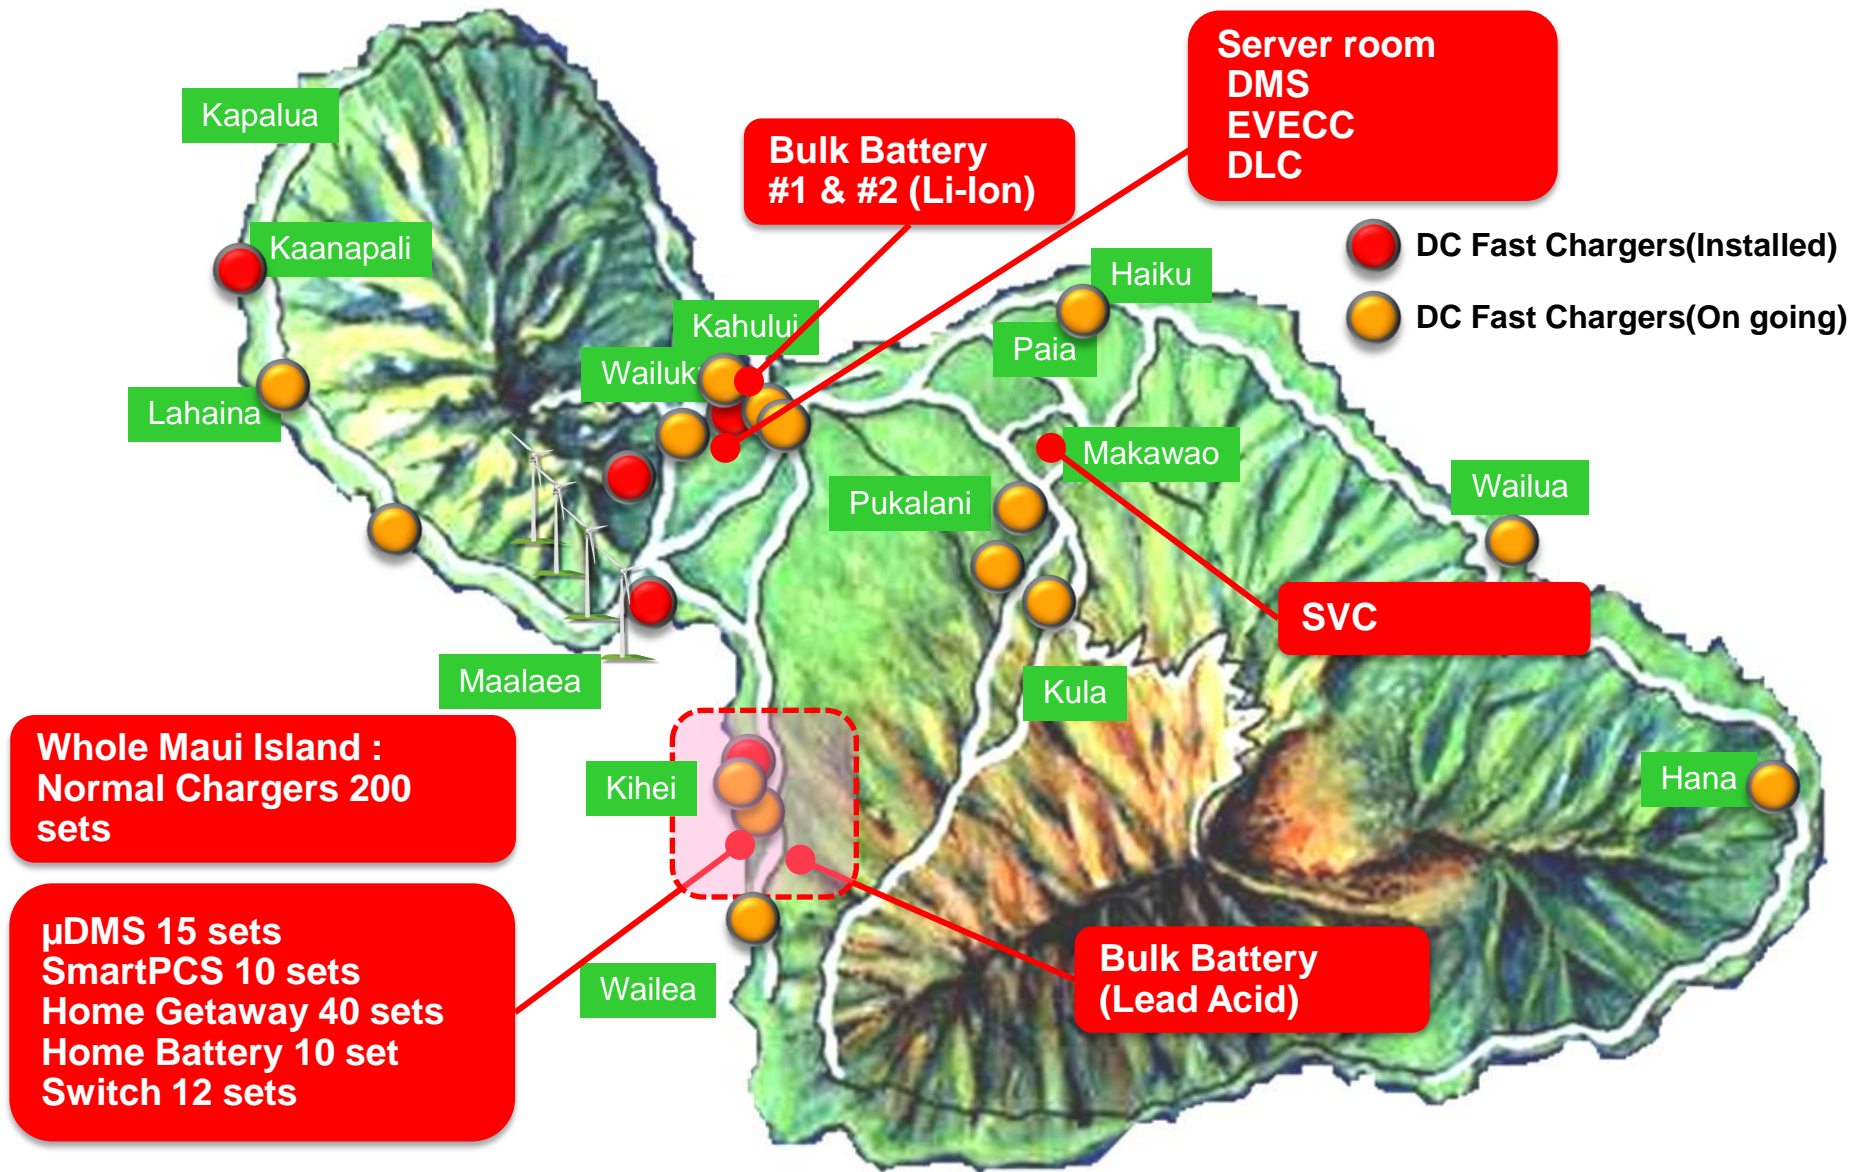 Server room
DMS
EVECC
DLC
Kapalua
Bulk Battery
#1 & #2 (Li-Ion)
Kaanapali
DC Fast Chargers(Installed)
Haiku
DC Fast Chargers(On going)
Kahului
Paia
Wailuk
Lahaina
Makawao
Wailua
Pukalani
SVC
Maalaea
Kula
Whole Maui Island :
Normal Chargers 200
sets
Kihei
Hana
μDMS 15 sets
SmartPCS 10 sets
Home Getaway 40 sets
Home Battery 10 set
Switch 12 sets
Wailea
Bulk Battery
(Lead Acid)